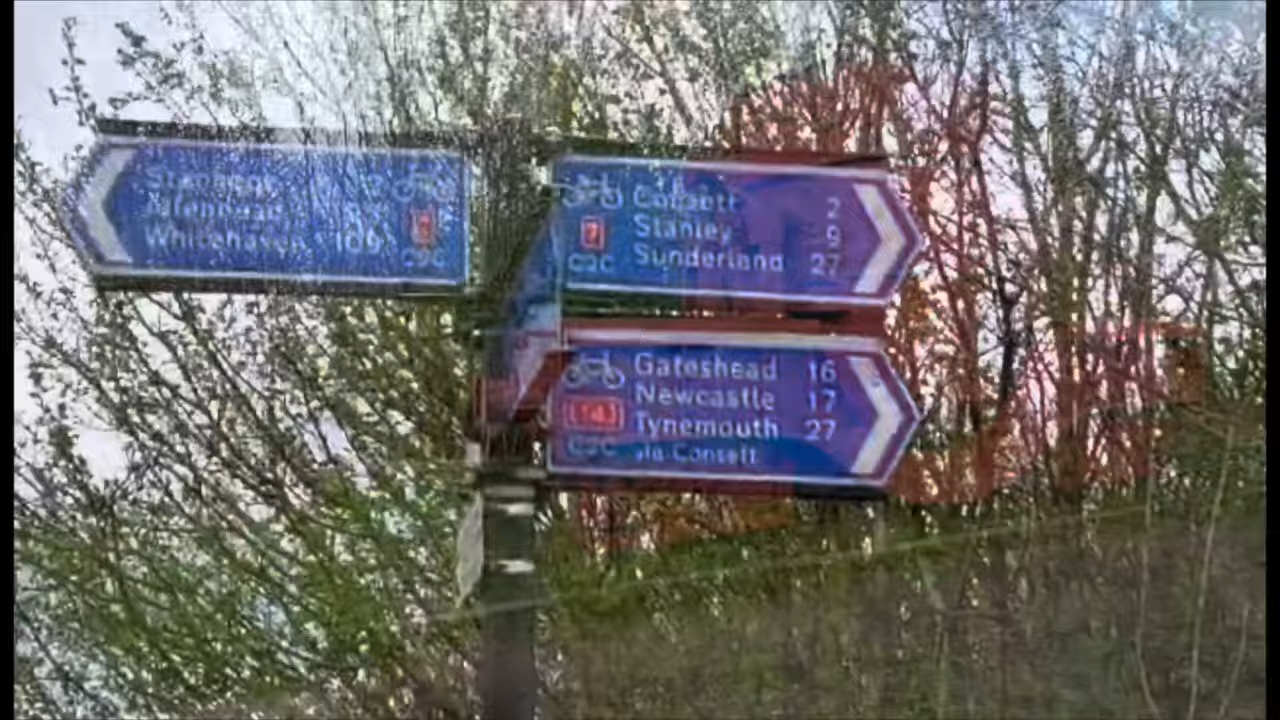 Whitehaven 109
C2C
Consett 2
7 Stanley 9
C2C Sunderland 27
Gateshead 16
14 Newcastle 17
Tynemouth 27
C2C via Consett